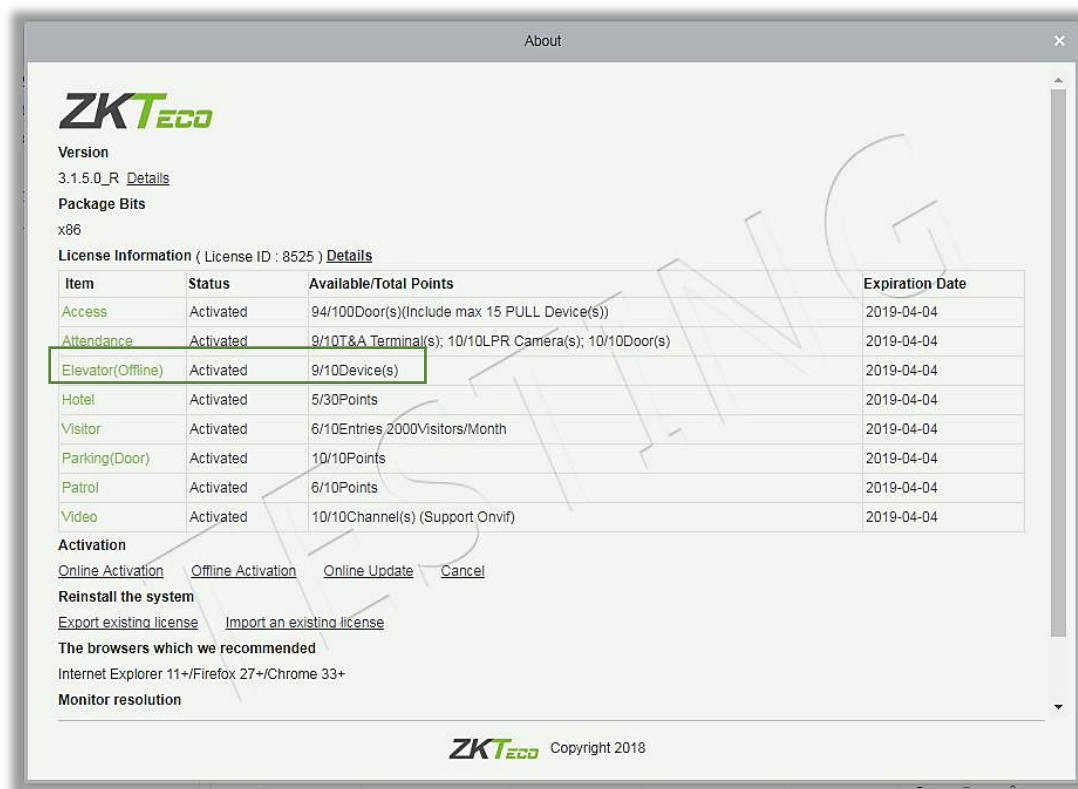 About
ZKTECO
Version
3.1.5.0_R Details
Package Bits
x86
License Information ( License ID : 8525 ) Details
Item Status Available/Total Points Expiration Date
Access Activated 94/100Door(s)(Include max 15 PULL Device(s)) 2019-04-04
Attendance Activated 9/10T&A Terminal(s); 10/10LPR Camera(s); 10/10Door(s) 2019-04-04
Elevator(Offline) Activated 9/10Device(s) 2019-04-04
Hotel Activated 5/30Points 2019-04-04
Visitor Activated 6/10Entries 2000Visitors/Month 2019-04-04
Parking(Door) Activated 10/10Points 2019-04-04
Patrol Activated 6/10Points 2019-04-04
Video Activated 10/10Channel(s) (Support Onvif) 2019-04-04
TESTING
Activation
Online Activation Offline Activation Online Update Cancel
Reinstall the system
Export existing license Import an existing license
The browsers which we recommended
Internet Explorer 11+/Firefox 27+/Chrome 33+
Monitor resolution
ZKTECO Copyright 2018